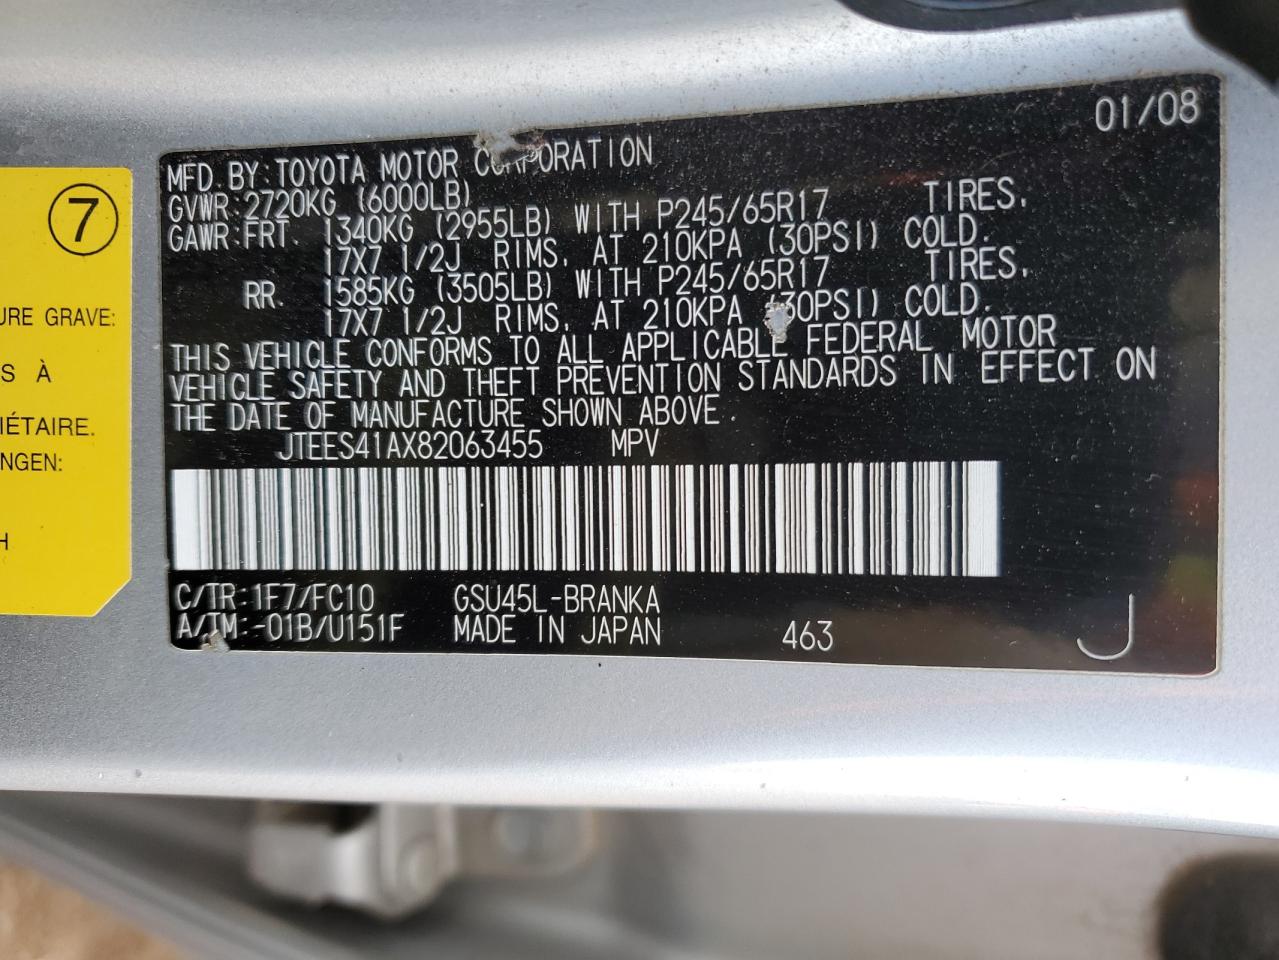 7
URE GRAVE:
S À
IÉTAIRE.
NGEN:
H
01/08
MFD. BY: TOYOTA MOTOR CORPORATION
GVWR: 2720KG (6000LB)
GAWR: FRT. 1340KG (2955LB) WITH P245/65R17 TIRES,
17X7 1/2J RIMS, AT 210KPA (30PSI) COLD.
RR. 1585KG (3505LB) WITH P245/65R17 TIRES,
17X7 1/2J RIMS, AT 210KPA (30PSI) COLD.
THIS VEHICLE CONFORMS TO ALL APPLICABLE FEDERAL MOTOR
VEHICLE SAFETY AND THEFT PREVENTION STANDARDS IN EFFECT ON
THE DATE OF MANUFACTURE SHOWN ABOVE.
JTEES41AX82063455 MPV
C/TR: 1F7/FC10 GSU45L-BRANKA
A/TM: -01B/U151F MADE IN JAPAN 463 J